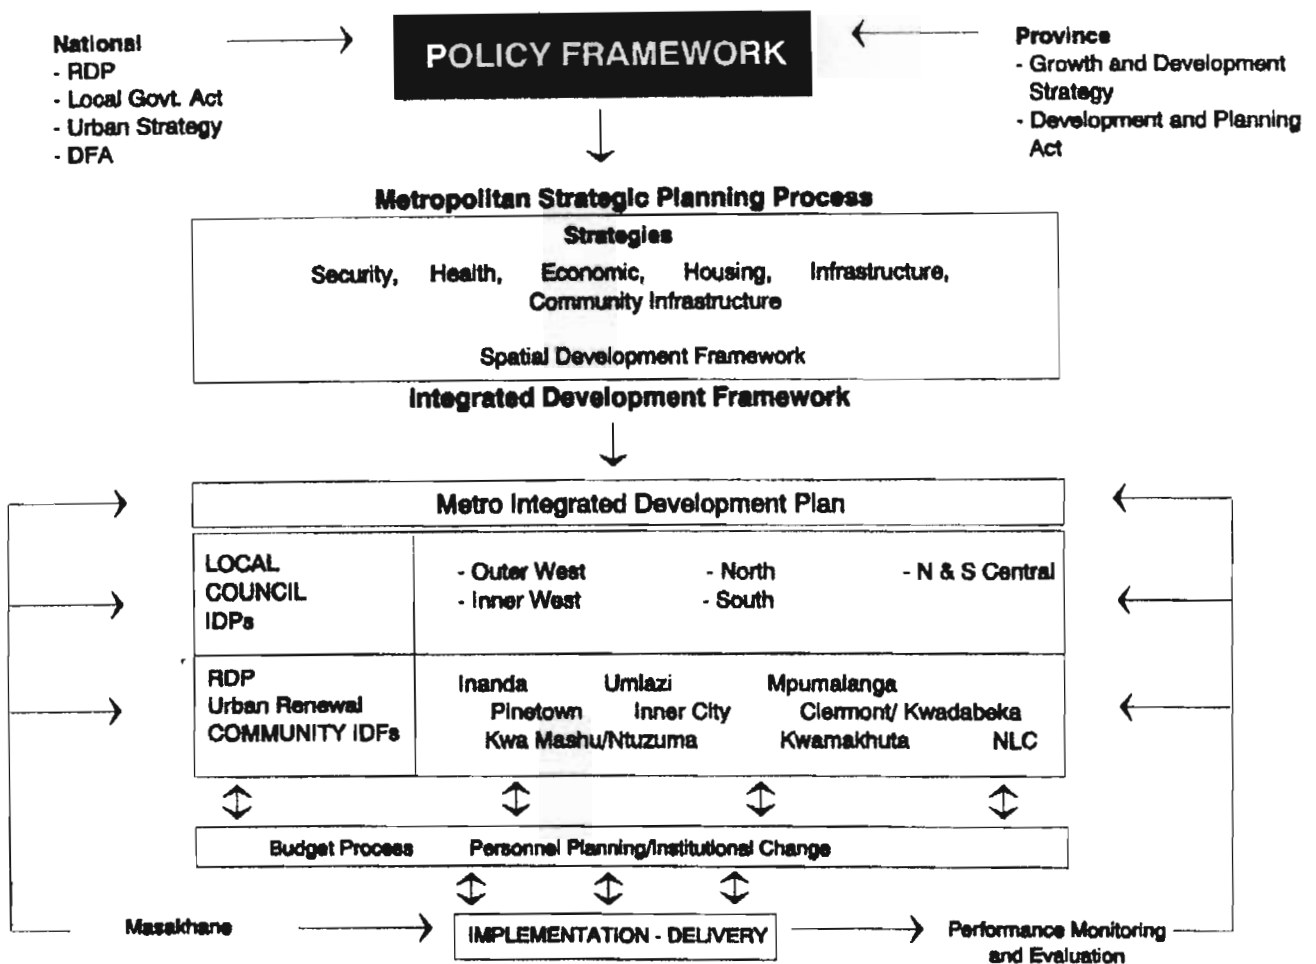 National
- RDP
- Local Govt. Act
- Urban Strategy
- DFA
POLICY FRAMEWORK
Province
- Growth and Development
Strategy
- Development and Planning
Act
Metropolitan Strategic Planning Process
Strategies
Security, Health, Economic, Housing, Infrastructure,
Community Infrastructure
Spatial Development Framework
Integrated Development Framework
Metro Integrated Development Plan
LOCAL
COUNCIL
IDPs
- Outer West - North - N & S Central
- Inner West - South
RDP
Urban Renewal
COMMUNITY IDFs
Inanda Umlazi Mpumalanga
Pinetown Inner City Clermont/ Kwadabeka
Kwa Mashu/Ntuzuma Kwamakhuta NLC
Budget Process Personnel Planning/Institutional Change
Masakhane
IMPLEMENTATION - DELIVERY
Performance Monitoring
and Evaluation